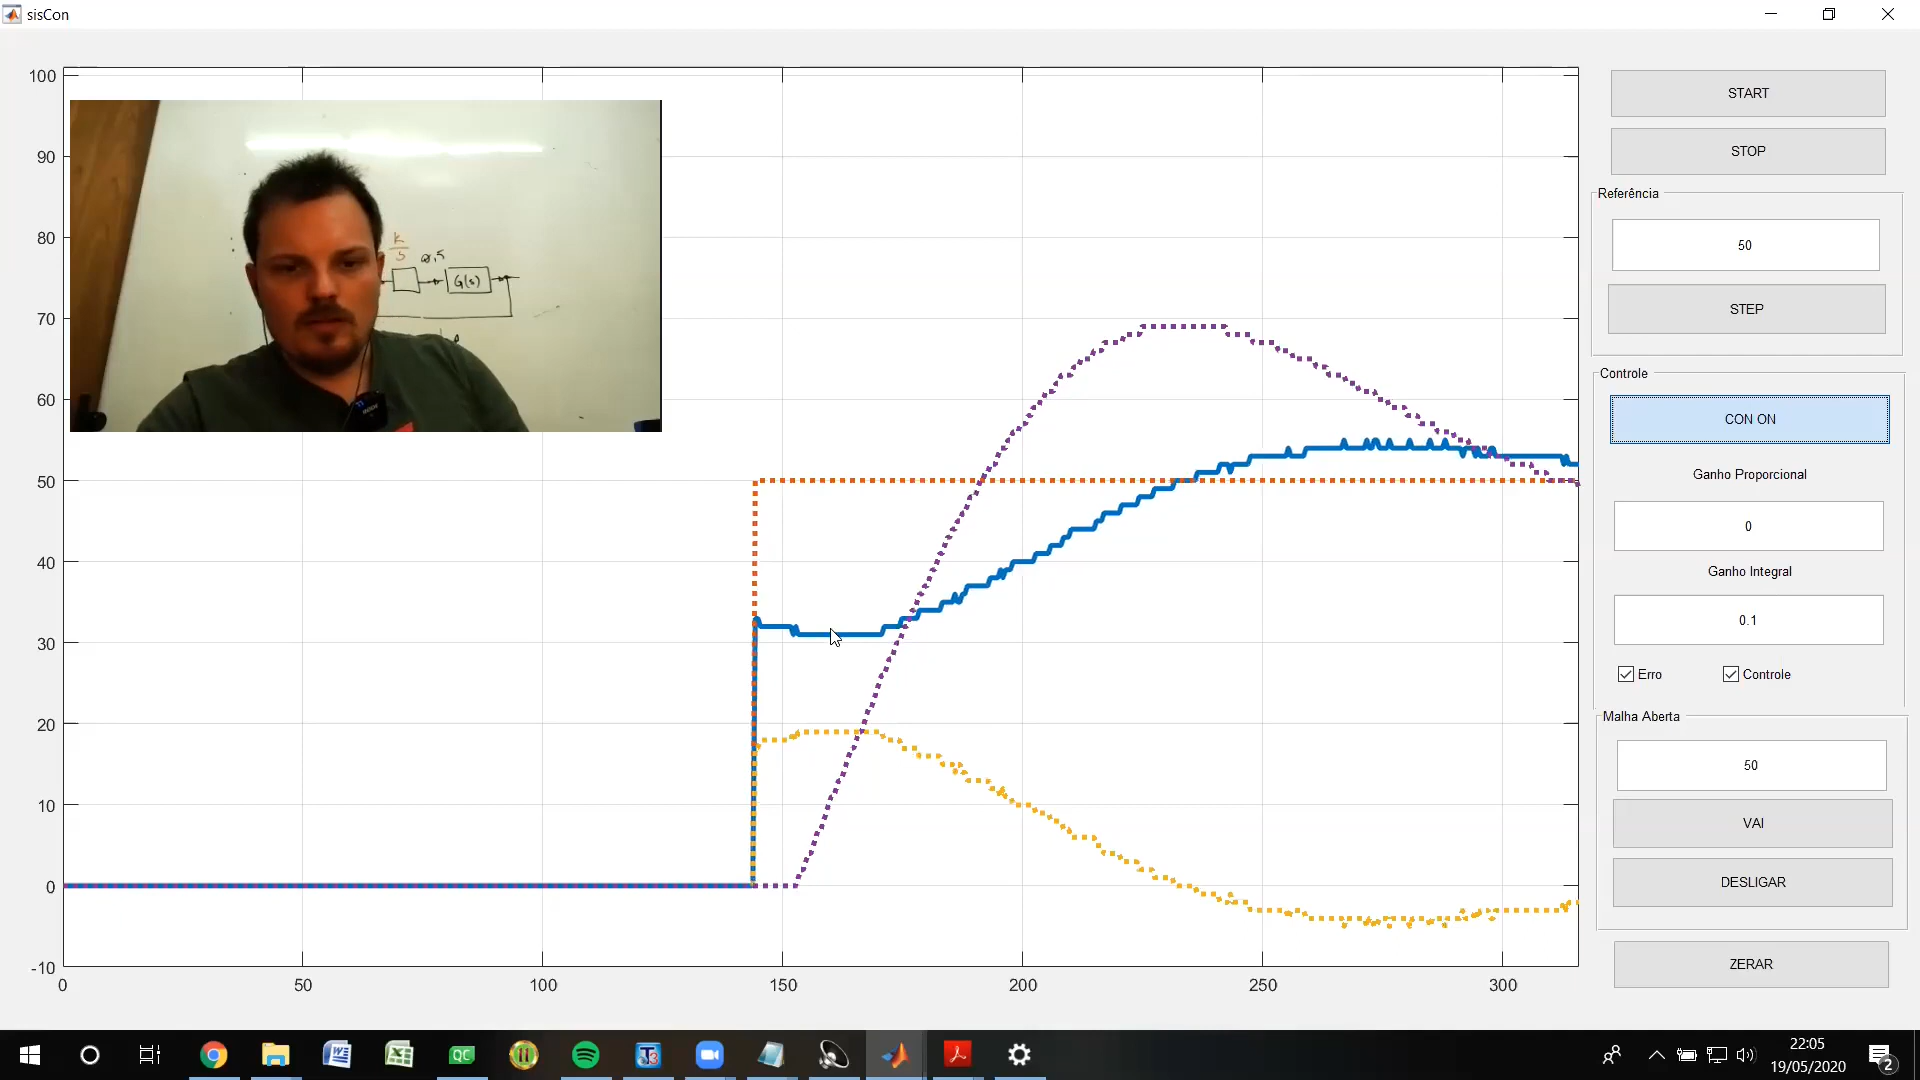 sisCon
100
90
80
70
60
50
40
30
20
10
0
-10
0 50 100 150 200 250 300
K
S
G(s)
START
STOP
Referência
50
STEP
Controle
CON ON
Ganho Proporcional
0
Ganho Integral
0.1
Erro Controle
Malha Aberta
50
VAI
DESLIGAR
ZERAR
QC
22:05
19/05/2020
2